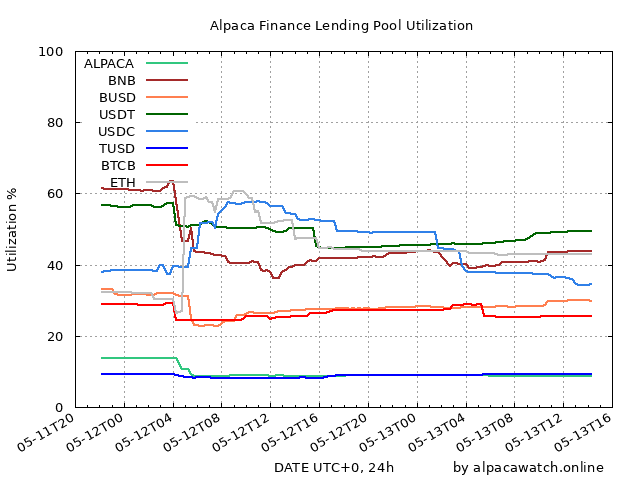 Alpaca Finance Lending Pool Utilization
100
80
60
40
20
0
Utilization %
ALPACA
BNB
BUSD
USDT
USDC
TUSD
BTCB
ETH
05-11T20
05-12T00
05-12T04
05-12T08
05-12T12
05-12T16
05-12T20
05-13T00
05-13T04
05-13T08
05-13T12
05-13T16
DATE UTC+0, 24h
by alpacawatch.online